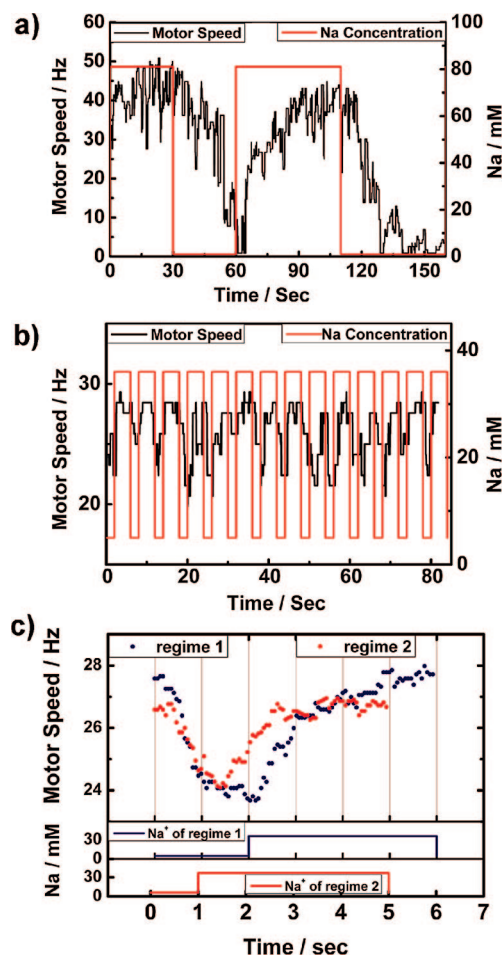 a)
Motor Speed
Na Concentration
60
50
40
30
20
10
0
Motor Speed / Hz
100
80
60
40
20
0
Na / mM
0 30 60 90 120 150
Time / Sec
b)
Motor Speed
Na Concentration
30
20
Motor Speed / Hz
40
20
0
Na / mM
0 20 40 60 80
Time / Sec
c)
regime 1
regime 2
28
26
24
Motor Speed / Hz
Na / mM
30
0
Na⁺ of regime 1
30
0
Na⁺ of regime 2
0 1 2 3 4 5 6 7
Time / sec